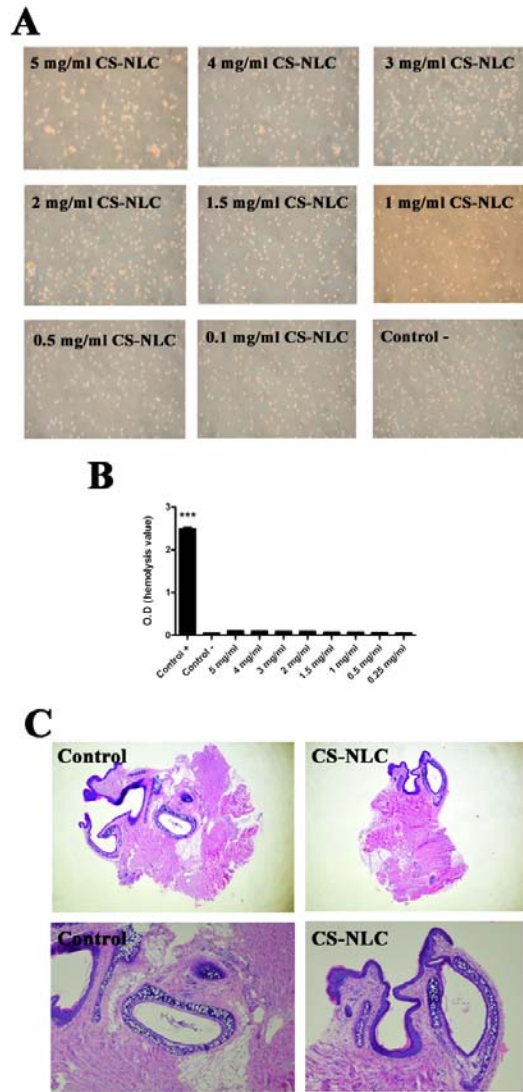 A
5 mg/ml CS-NLC
4 mg/ml CS-NLC
3 mg/ml CS-NLC
2 mg/ml CS-NLC
1.5 mg/ml CS-NLC
1 mg/ml CS-NLC
0.5 mg/ml CS-NLC
0.1 mg/ml CS-NLC
Control -
B
O.D (hemolysis value)
3
2
1
0
***
Control +
Control -
5 mg/ml
4 mg/ml
3 mg/ml
2 mg/ml
1.5 mg/ml
1 mg/ml
0.5 mg/ml
0.25 mg/ml
C
Control
CS-NLC
Control
CS-NLC